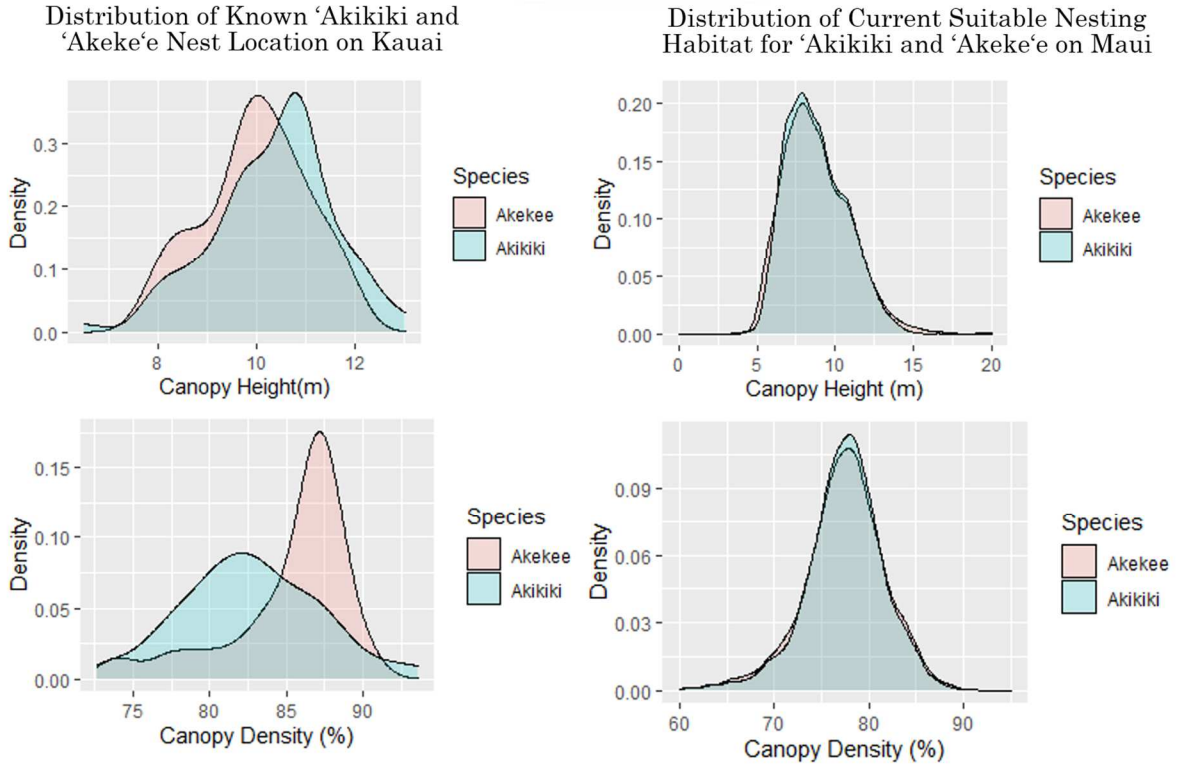 Distribution of Known ‘Akikiki and
‘Akeke‘e Nest Location on Kauai
0.3
0.2
0.1
0.0
Density
8 10 12
Canopy Height(m)
Species
Akekee
Akikiki
Distribution of Current Suitable Nesting
Habitat for ‘Akikiki and ‘Akeke‘e on Maui
0.20
0.15
0.10
0.05
0.00
Density
0 5 10 15 20
Canopy Height (m)
Species
Akekee
Akikiki
0.15
0.10
0.05
0.00
Density
75 80 85 90
Canopy Density (%)
Species
Akekee
Akikiki
0.09
0.06
0.03
0.00
Density
60 70 80 90
Canopy Density (%)
Species
Akekee
Akikiki